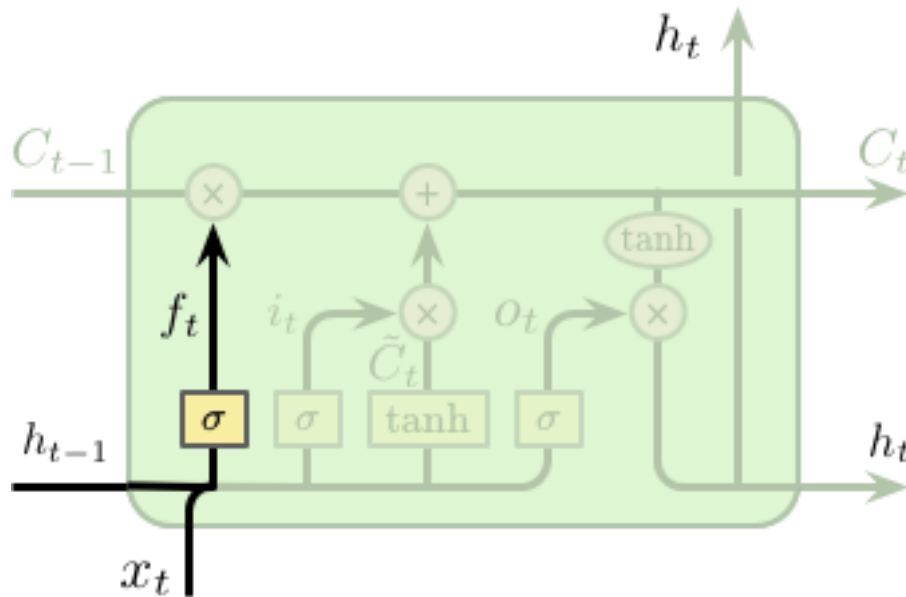 h_t
C_{t-1}
C_t
×
+
tanh
f_t
i_t
×
o_t
×
C̃_t
σ
σ
tanh
σ
h_{t-1}
h_t
x_t